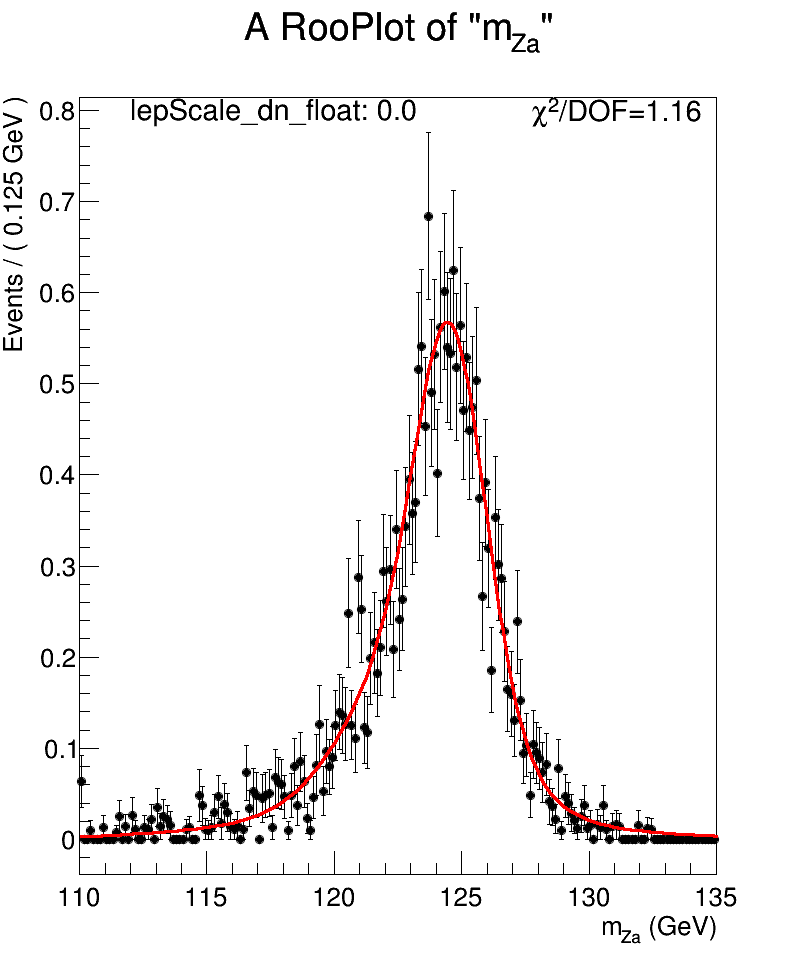 A RooPlot of "m_Za"
lepScale_dn_float: 0.0
χ²/DOF=1.16
Events / ( 0.125 GeV )
0.8
0.7
0.6
0.5
0.4
0.3
0.2
0.1
0
110 115 120 125 130 135
m_Za (GeV)